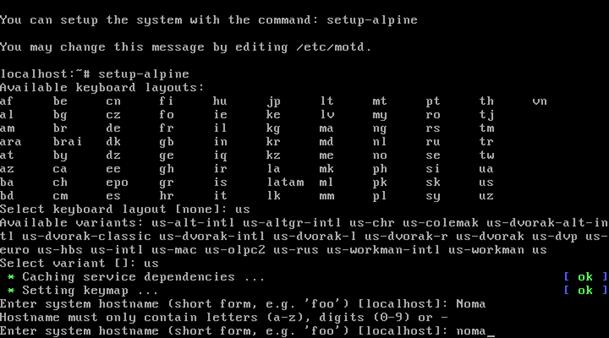 You can setup the system with the command: setup-alpine
You may change this message by editing /etc/motd.
localhost:~# setup-alpine
Available keyboard layouts:
af be cn fi hu jp lt mt pt th vn
al bg cz fo ie ke lv my ro tj
am br de fr il kg ma ng rs tm
ara brai dk gb in kr md nl ru tr
at by dz ge iq kz me no se tw
az ca ee gh ir la mk ph si ua
ba ch epo gr is latam ml pk sk us
bd cm es hr it lk mm pl sy uz
Select keyboard layout [none]: us
Available variants: us-alt-intl us-altgr-intl us-chr us-colemak us-dvorak-alt-in
tl us-dvorak-classic us-dvorak-intl us-dvorak-l us-dvorak-r us-dvorak us-dvp us-
euro us-hbs us-intl us-mac us-olpc2 us-rus us-workman-intl us-workman us
Select variant []: us
* Caching service dependencies ... [ ok ]
* Setting keymap ... [ ok ]
Enter system hostname (short form, e.g. 'foo') [localhost]: Noma
Hostname must only contain letters (a-z), digits (0-9) or -
Enter system hostname (short form, e.g. 'foo') [localhost]: noma_